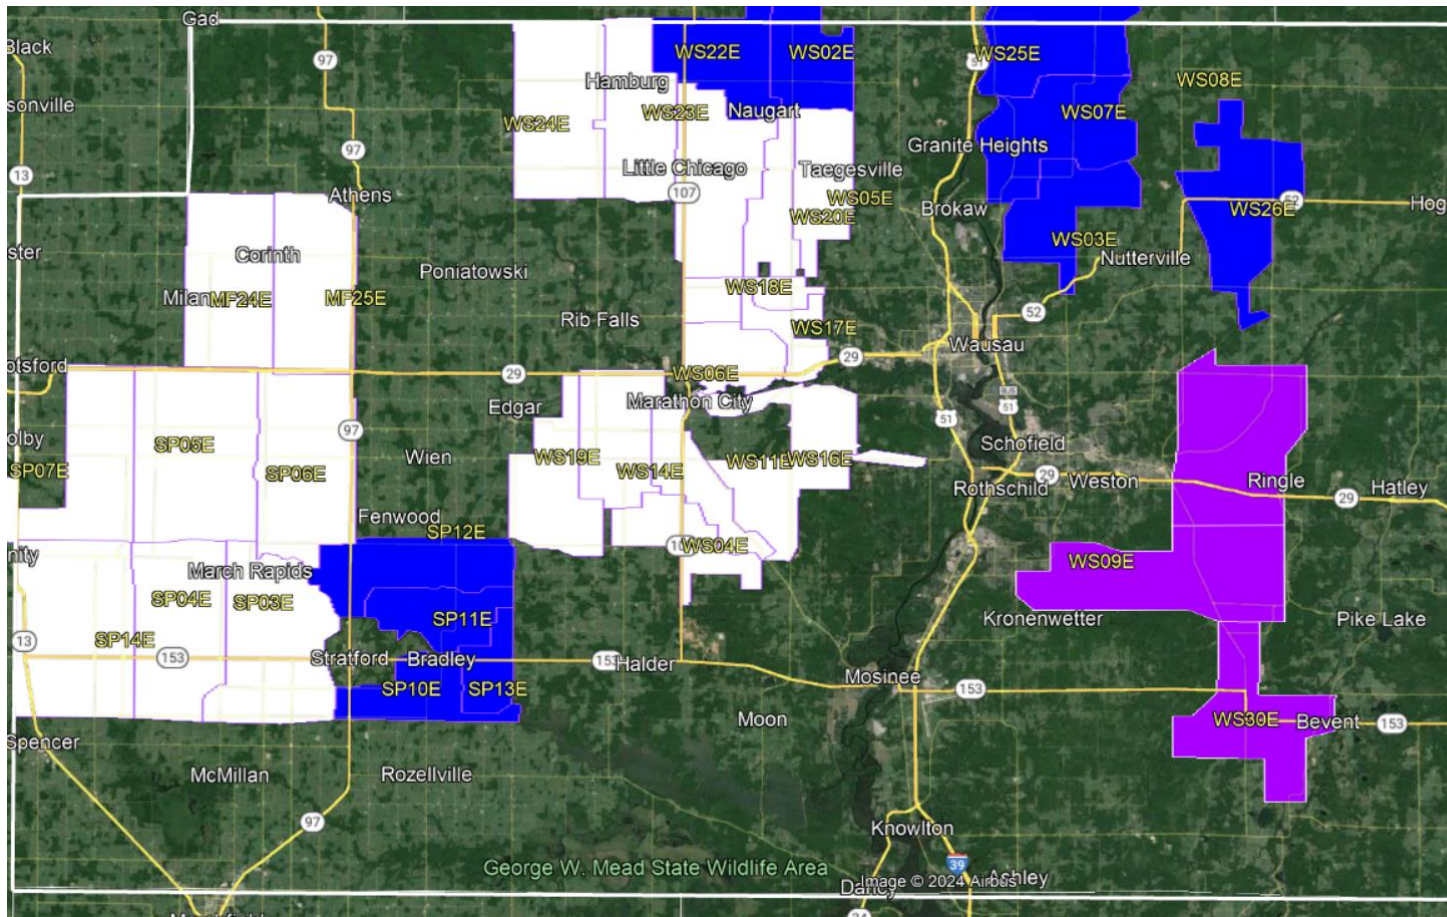 Gad
Black
WS22E
WS02E
WS25E
97
51
Hamburg
WS08E
sonville
WS24E
WS23E
Naugart
WS07E
97
Granite Heights
13
Little Chicago
Taegesville
Athens
107
WS05E
Brokaw
WS26E
52
Hog
WS20E
ster
Corinth
WS03E
Nutterville
Poniatowski
Milan
MF24E
MF25E
WS18E
Rib Falls
52
WS17E
Wausau
29
otsford
29
WS06E
Edgar
Marathon City
51
51
97
olby
SP05E
Schofield
SP07E
SP06E
Wien
WS19E
WS14E
WS11E
WS16E
29
Weston
Ringle
Rothschild
Hatley
29
Fenwood
SP12E
WS04E
nity
March Rapids
WS09E
SP04E
SP03E
SP11E
Kronenwetter
Pike Lake
13
SP14E
153
Stratford
Bradley
153
Halder
Mosinee
SP10E
SP13E
153
Moon
WS30E
Bevent
153
Spencer
McMillan
Rozellville
97
Knowlton
George W. Mead State Wildlife Area
39
Dancy
Image © 2024 Airbus
Ashley
34